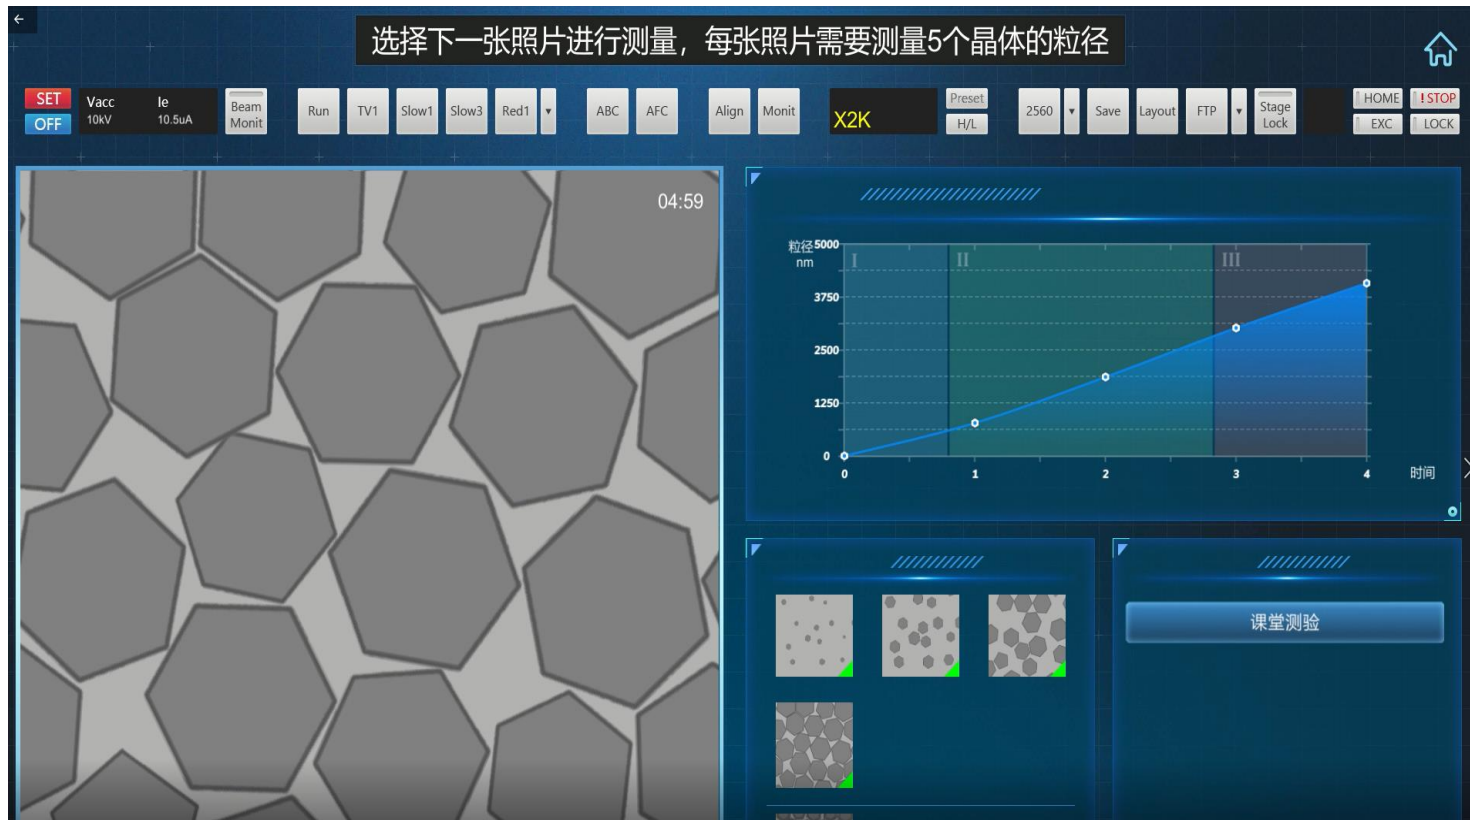 选择下一张照片进行测量，每张照片需要测量5个晶体的粒径
SET
OFF
Vacc Ie
10kV 10.5uA
Beam
Monit
Run
TV1
Slow1
Slow3
Red1
ABC
AFC
Align
Monit
X2K
Preset
H/L
2560
Save
Layout
FTP
Stage
Lock
HOME
! STOP
EXC
LOCK
04:59
粒径
nm
5000
3750
2500
1250
0
I
II
III
0 1 2 3 4
时间
课堂测验